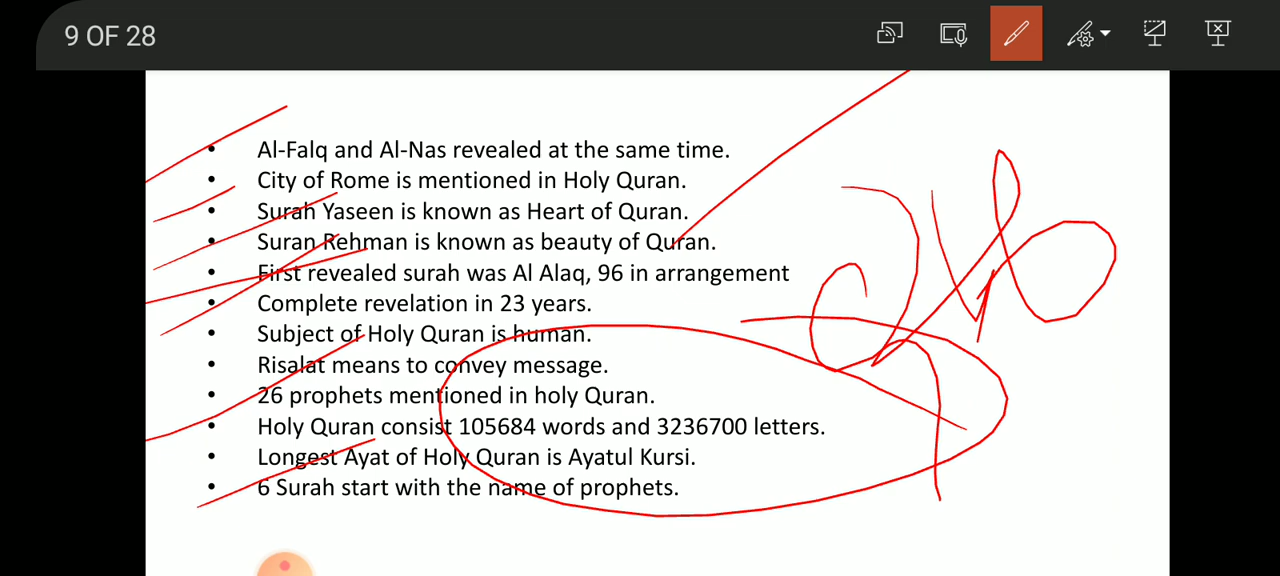 9 OF 28
• Al-Falq and Al-Nas revealed at the same time.
• City of Rome is mentioned in Holy Quran.
• Surah Yaseen is known as Heart of Quran.
• Suran Rehman is known as beauty of Quran.
• First revealed surah was Al Alaq, 96 in arrangement
• Complete revelation in 23 years.
• Subject of Holy Quran is human.
• Risalat means to convey message.
• 26 prophets mentioned in holy Quran.
• Holy Quran consist 105684 words and 3236700 letters.
• Longest Ayat of Holy Quran is Ayatul Kursi.
• 6 Surah start with the name of prophets.